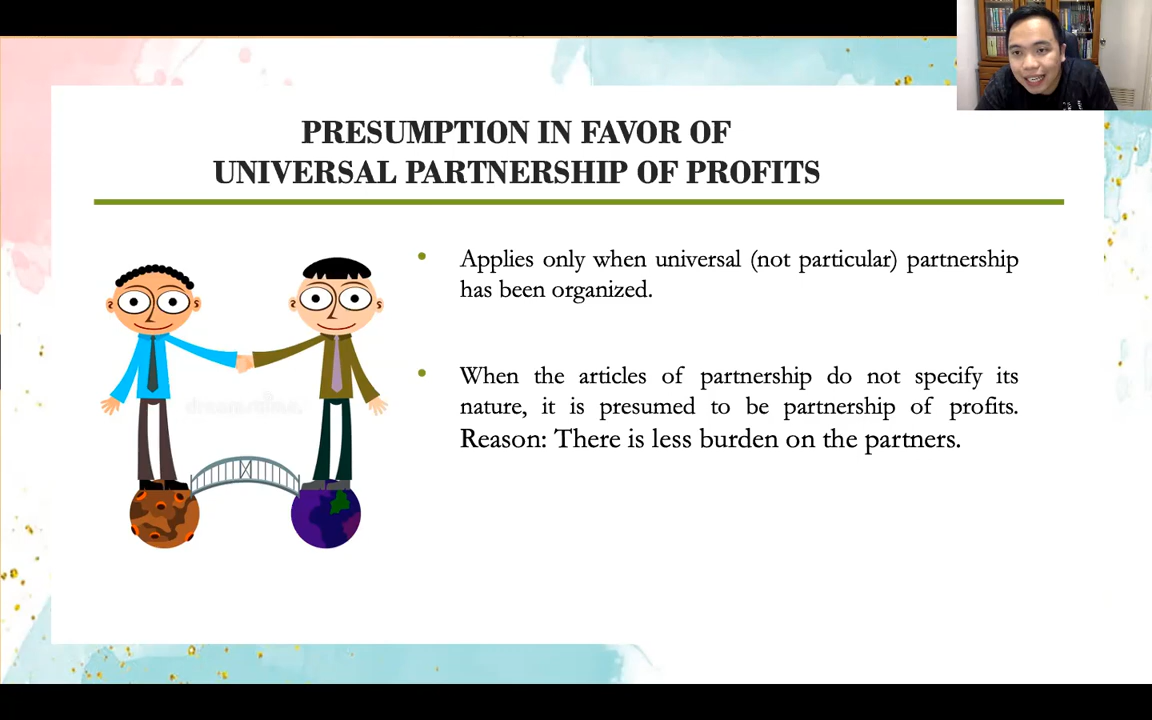 PRESUMPTION IN FAVOR OF
UNIVERSAL PARTNERSHIP OF PROFITS
• Applies only when universal (not particular) partnership
has been organized.
• When the articles of partnership do not specify its
nature, it is presumed to be partnership of profits.
Reason: There is less burden on the partners.
dreamstime.